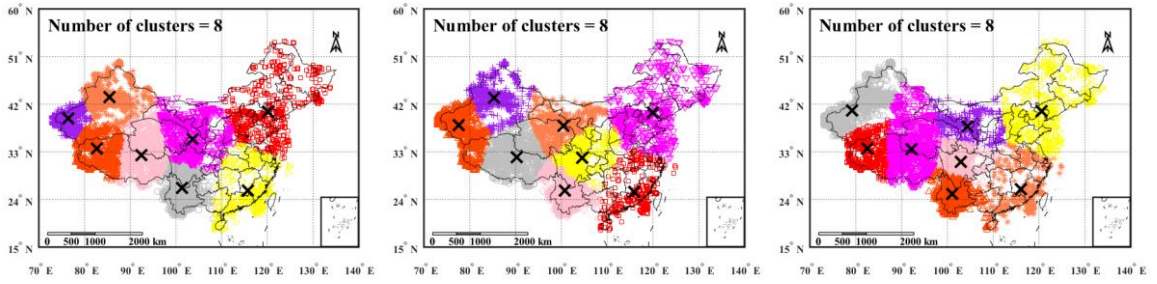 60° N
Number of clusters = 8
N
51° N
42° N
33° N
24° N
0 500 1000 2000 km
15° N
70° E 80° E 90° E 100° E 110° E 120° E 130° E 140° E
60° N
Number of clusters = 8
N
51° N
42° N
33° N
24° N
0 500 1000 2000 km
15° N
70° E 80° E 90° E 100° E 110° E 120° E 130° E 140° E
60° N
Number of clusters = 8
N
51° N
42° N
33° N
24° N
0 500 1000 2000 km
15° N
70° E 80° E 90° E 100° E 110° E 120° E 130° E 140° E